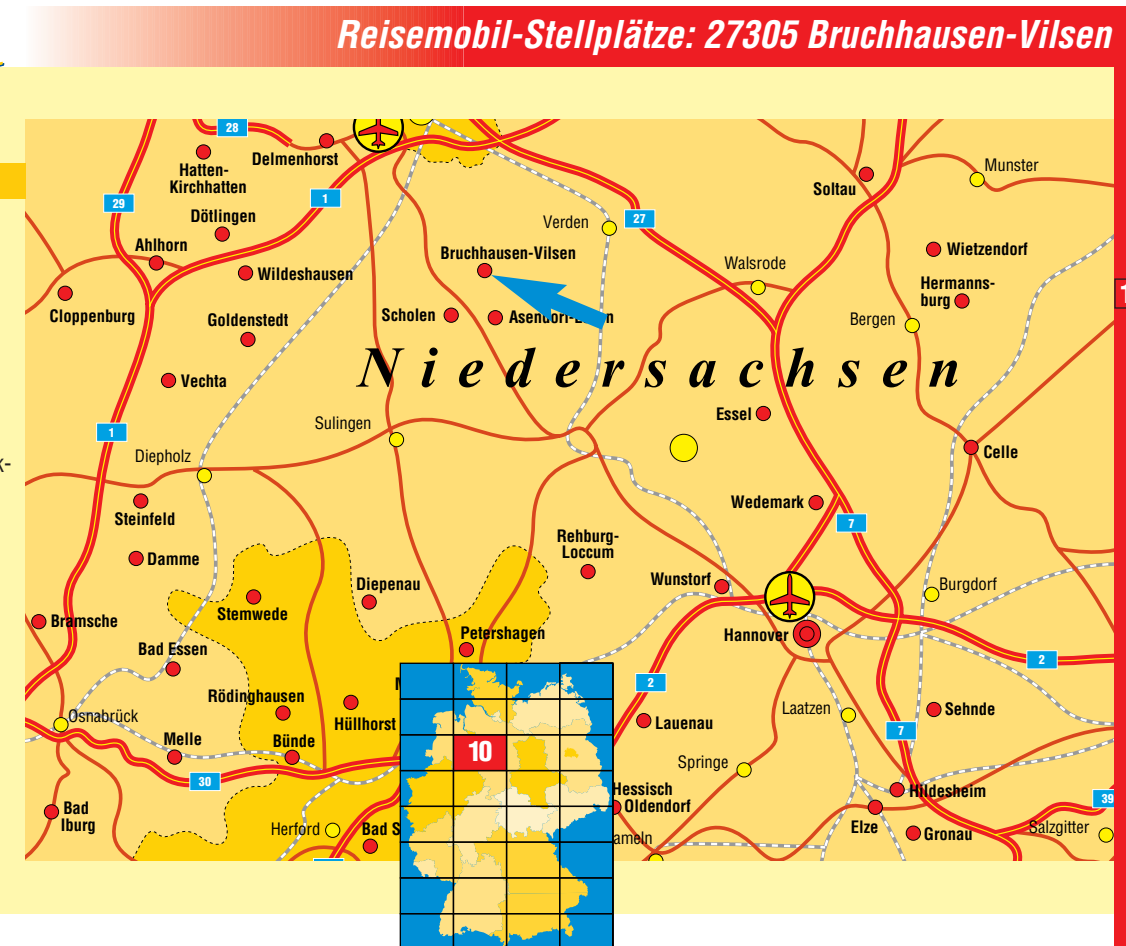 Reisemobil-Stellplätze: 27305 Bruchhausen-Vilsen
28
Delmenhorst
Hatten-
Kirchhatten
Munster
Soltau
29
1
Dötlingen
27
Verden
Ahlhorn
Bruchhausen-Vilsen
Wietzendorf
Wildeshausen
Walsrode
Hermanns-
burg
Cloppenburg
Goldenstedt
Scholen
Bergen
Niedersachsen
Vechta
Essel
Sulingen
1
Diepholz
Celle
k-
Steinfeld
Wedemark
7
Rehburg-
Loccum
Damme
Diepenau
Wunstorf
Burgdorf
Stemwede
Bramsche
Petershagen
Hannover
Bad Essen
2
2
Rödinghausen
Osnabrück
Hüllhorst
Lauenau
Laatzen
Sehnde
7
Melle
Bünde
10
Springe
30
Hessisch
Oldendorf
Hildesheim
39
Bad
Iburg
Herford
Bad S
ameln
Elze
Gronau
Salzgitter